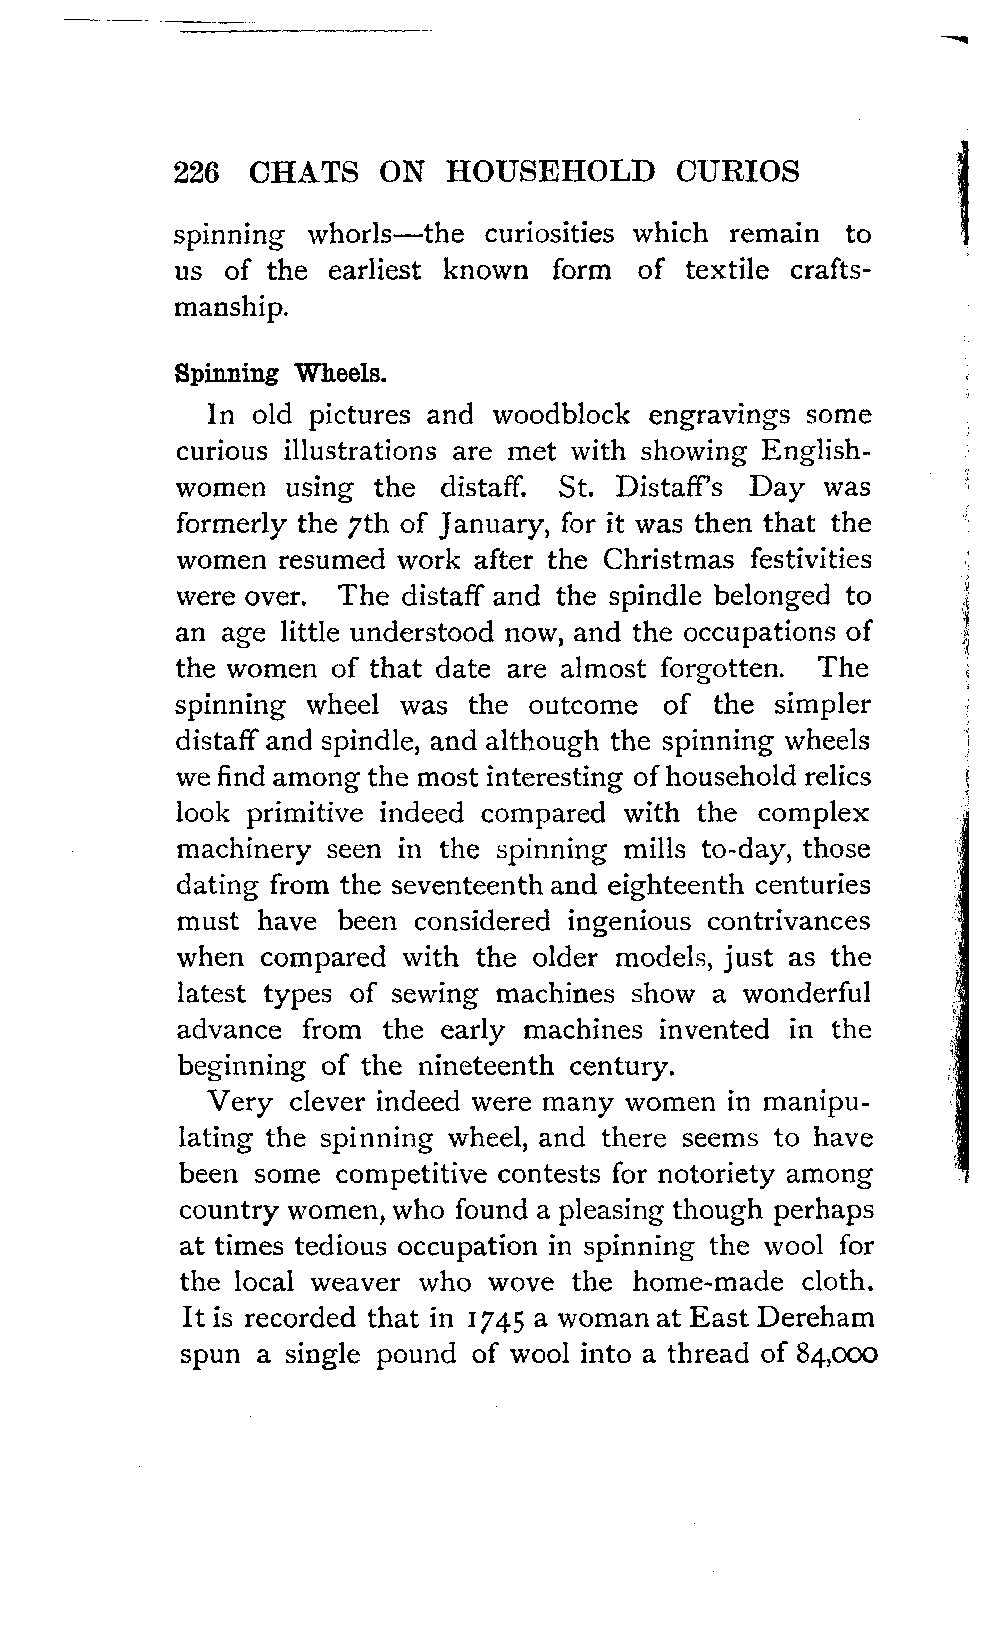 226 CHATS ON HOUSEHOLD CURIOS
spinning whorls—the curiosities which remain to
us of the earliest known form of textile crafts-
manship.
Spinning Wheels.
In old pictures and woodblock engravings some
curious illustrations are met with showing English-
women using the distaff. St. Distaff's Day was
formerly the 7th of January, for it was then that the
women resumed work after the Christmas festivities
were over. The distaff and the spindle belonged to
an age little understood now, and the occupations of
the women of that date are almost forgotten. The
spinning wheel was the outcome of the simpler
distaff and spindle, and although the spinning wheels
we find among the most interesting of household relics
look primitive indeed compared with the complex
machinery seen in the spinning mills to-day, those
dating from the seventeenth and eighteenth centuries
must have been considered ingenious contrivances
when compared with the older models, just as the
latest types of sewing machines show a wonderful
advance from the early machines invented in the
beginning of the nineteenth century.
Very clever indeed were many women in manipu-
lating the spinning wheel, and there seems to have
been some competitive contests for notoriety among
country women, who found a pleasing though perhaps
at times tedious occupation in spinning the wool for
the local weaver who wove the home-made cloth.
It is recorded that in 1745 a woman at East Dereham
spun a single pound of wool into a thread of 84,000